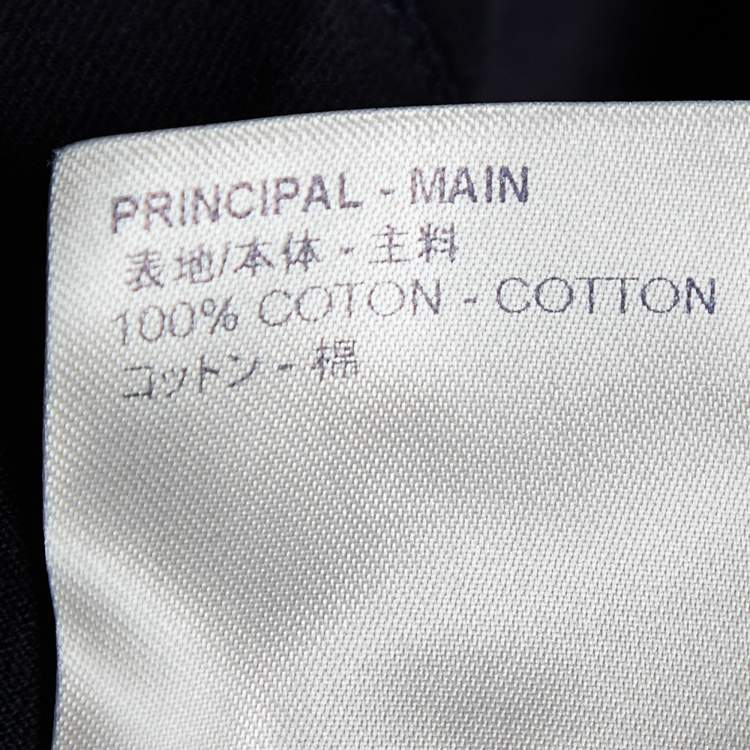 PRINCIPAL - MAIN
表地/本体 - 主料
100% COTON - COTTON
コットン - 棉